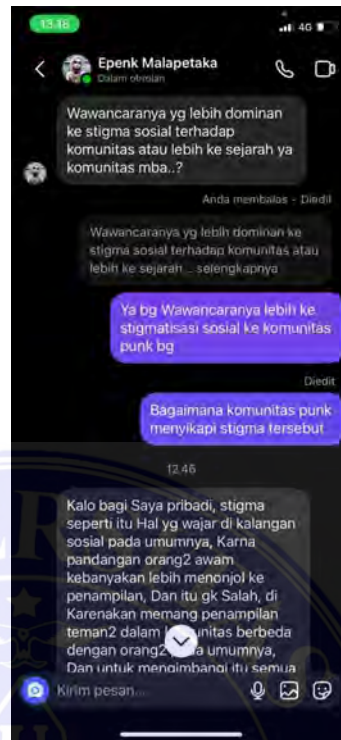 13.18
4G
Epenk Malapetaka
Dalam obrolan
Wawancaranya yg lebih dominan
ke stigma sosial terhadap
komunitas atau lebih ke sejarah ya
komunitas mba..?
Anda membalas - Diedit
Wawancaranya yg lebih dominan ke
stigma sosial terhadap komunitas atau
lebih ke sejarah ... selengkapnya
Ya bg Wawancaranya lebih ke
stigmatisasi sosial ke komunitas
punk bg
Diedit
Bagaimana komunitas punk
menyikapi stigma tersebut
12.46
Kalo bagi Saya pribadi, stigma
seperti itu Hal yg wajar di kalangan
sosial pada umumnya, Karna
pandangan orang2 awam
kebanyakan lebih menonjol ke
penampilan, Dan itu gk Salah, di
Karenakan memang penampilan
teman2 dalam unitas berbeda
dengan orang2 a umumnya,
Dan untuk mengimbangi itu semua
Kirim pesan...